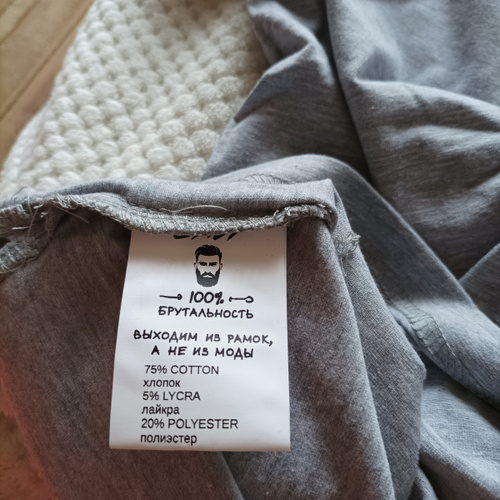 100%
БРУТАЛЬНОСТЬ
ВЫХОДИМ ИЗ РАМОК,
А НЕ ИЗ МОДЫ
75% COTTON
хлопок
5% LYCRA
лайкра
20% POLYESTER
полиэстер